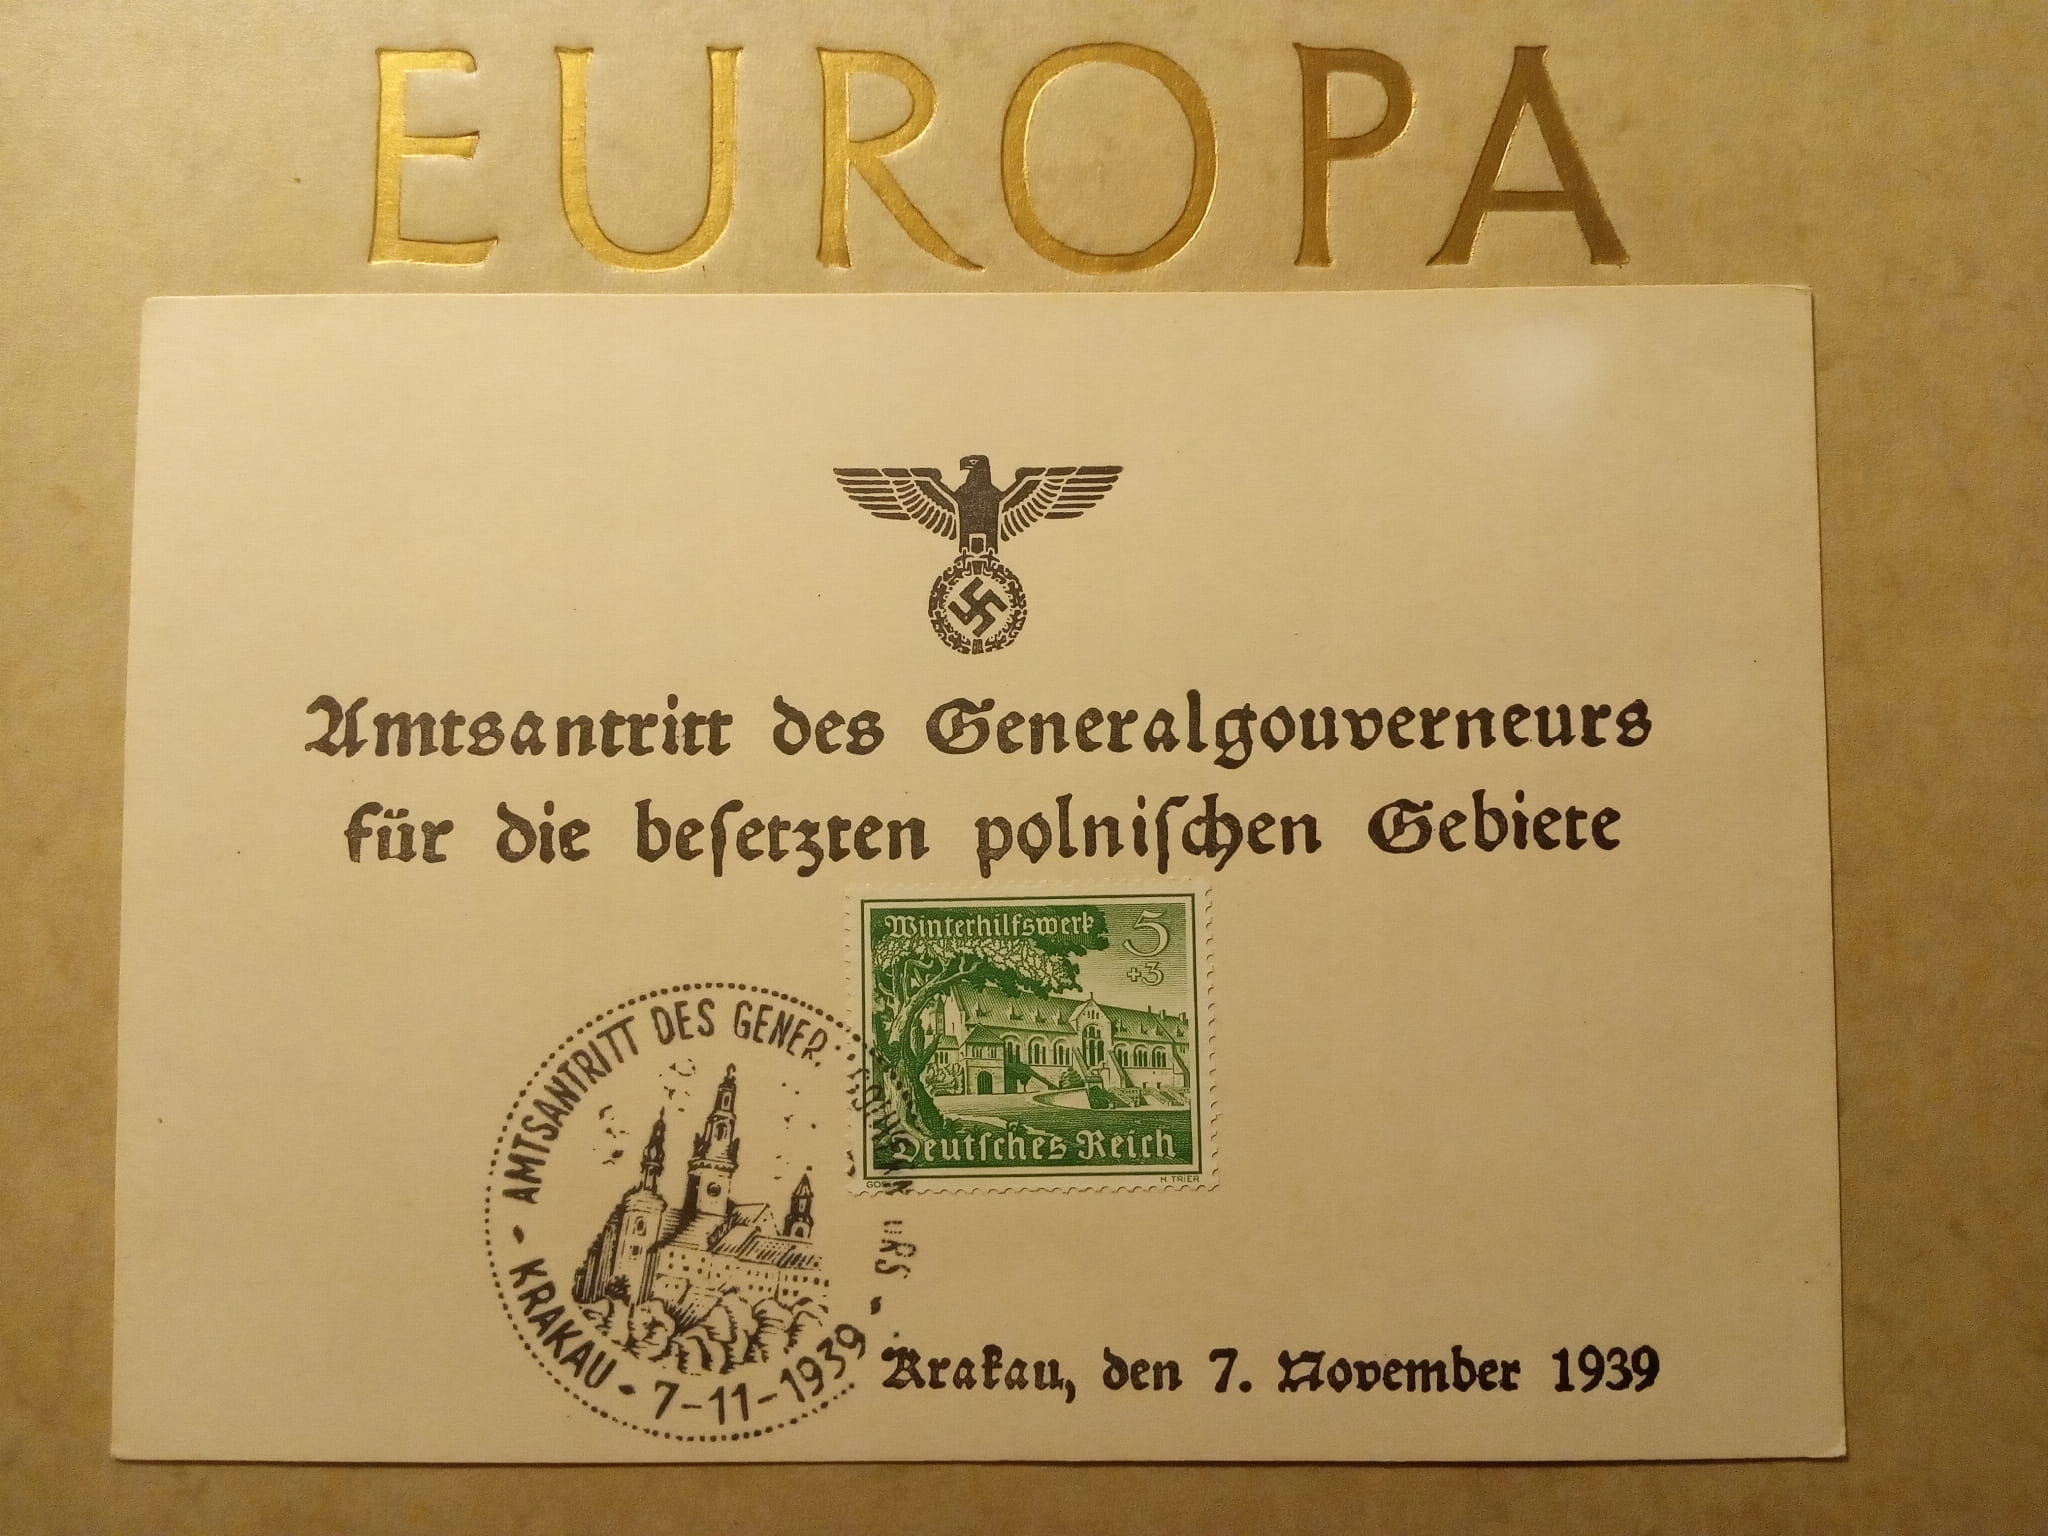 EUROPA
Amtsantritt des Generalgouverneurs
für die besetzten polnischen Gebiete
Winterhilfswerk 5
+3
Deutsches Reich
H. TRIER
AMTSANTRITT DES GENER
URS
KRAKAU • 7-11-1939
Krakau, den 7. November 1939